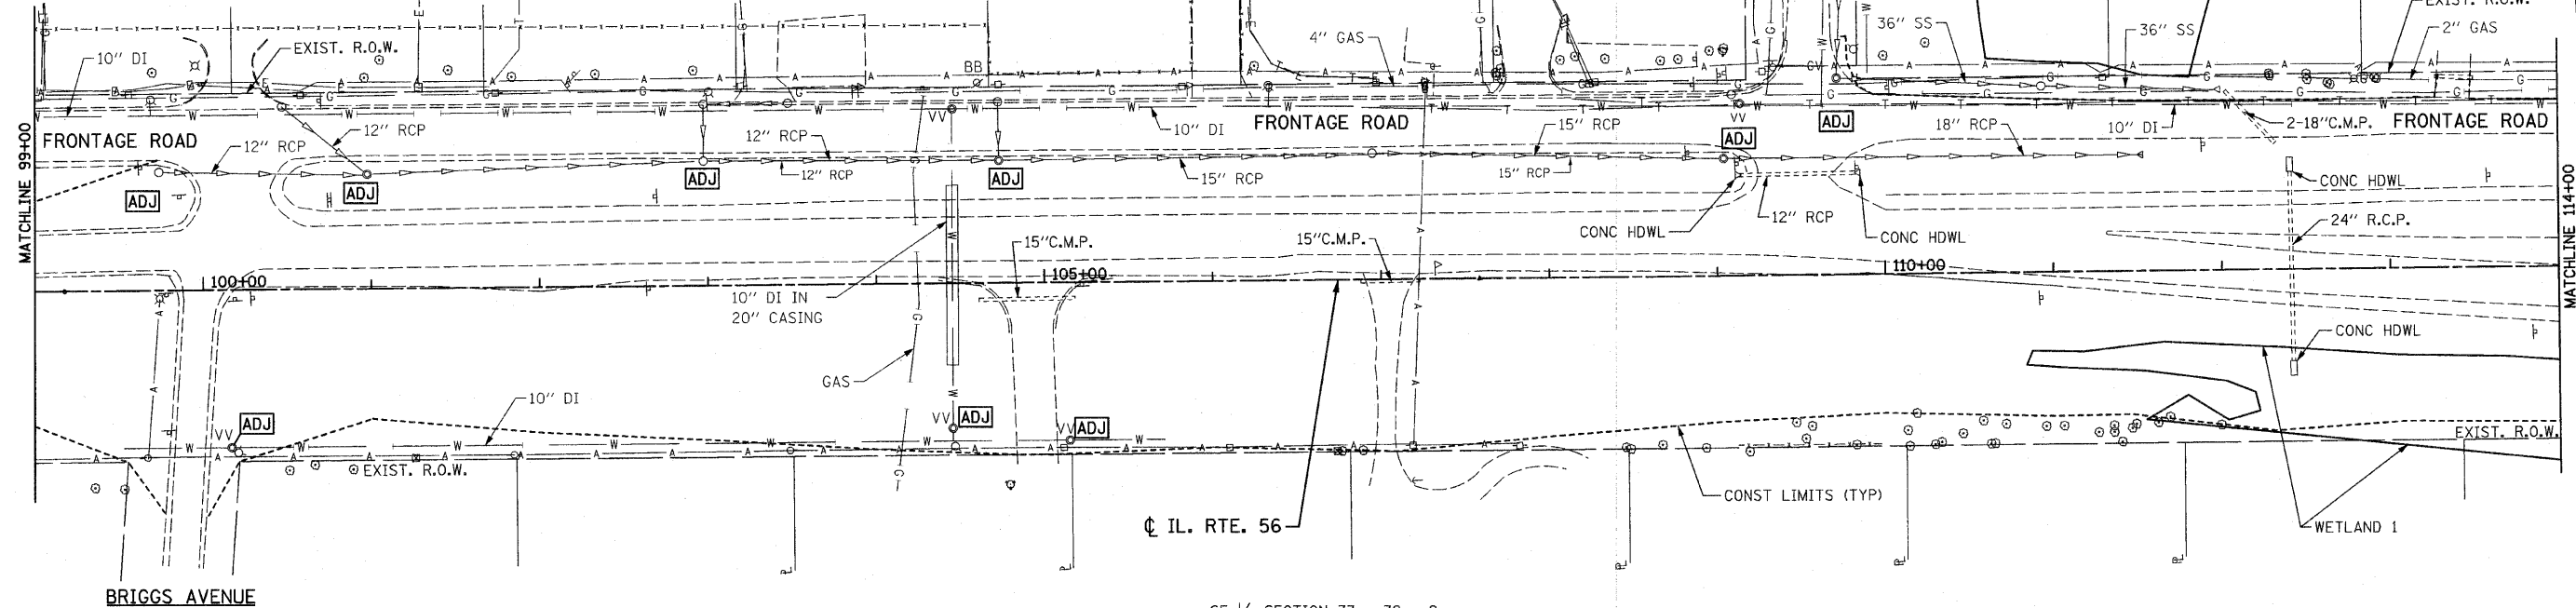 EXIST. R.O.W.
36" SS
36" SS
2" GAS
4" GAS
EXIST. R.O.W.
10" DI
BB
GV
MATCHLINE 99+00
FRONTAGE ROAD
12" RCP
12" RCP
VV
12" RCP
10" DI
FRONTAGE ROAD
15" RCP
VV
ADJ
ADJ
18" RCP
10" DI
2-18"C.M.P.
FRONTAGE ROAD
MATCHLINE 114+00
ADJ
ADJ
ADJ
12" RCP
ADJ
15" RCP
15" RCP
CONC HDWL
12" RCP
CONC HDWL
CONC HDWL
24" R.C.P.
15"C.M.P.
15"C.M.P.
100+00
105+00
110+00
10" DI IN
20" CASING
CONC HDWL
GAS
10" DI
VV
ADJ
VV
ADJ
VV
ADJ
EXIST. R.O.W.
EXIST. R.O.W.
CONST LIMITS (TYP)
℄ IL. RTE. 56
WETLAND 1
BRIGGS AVENUE